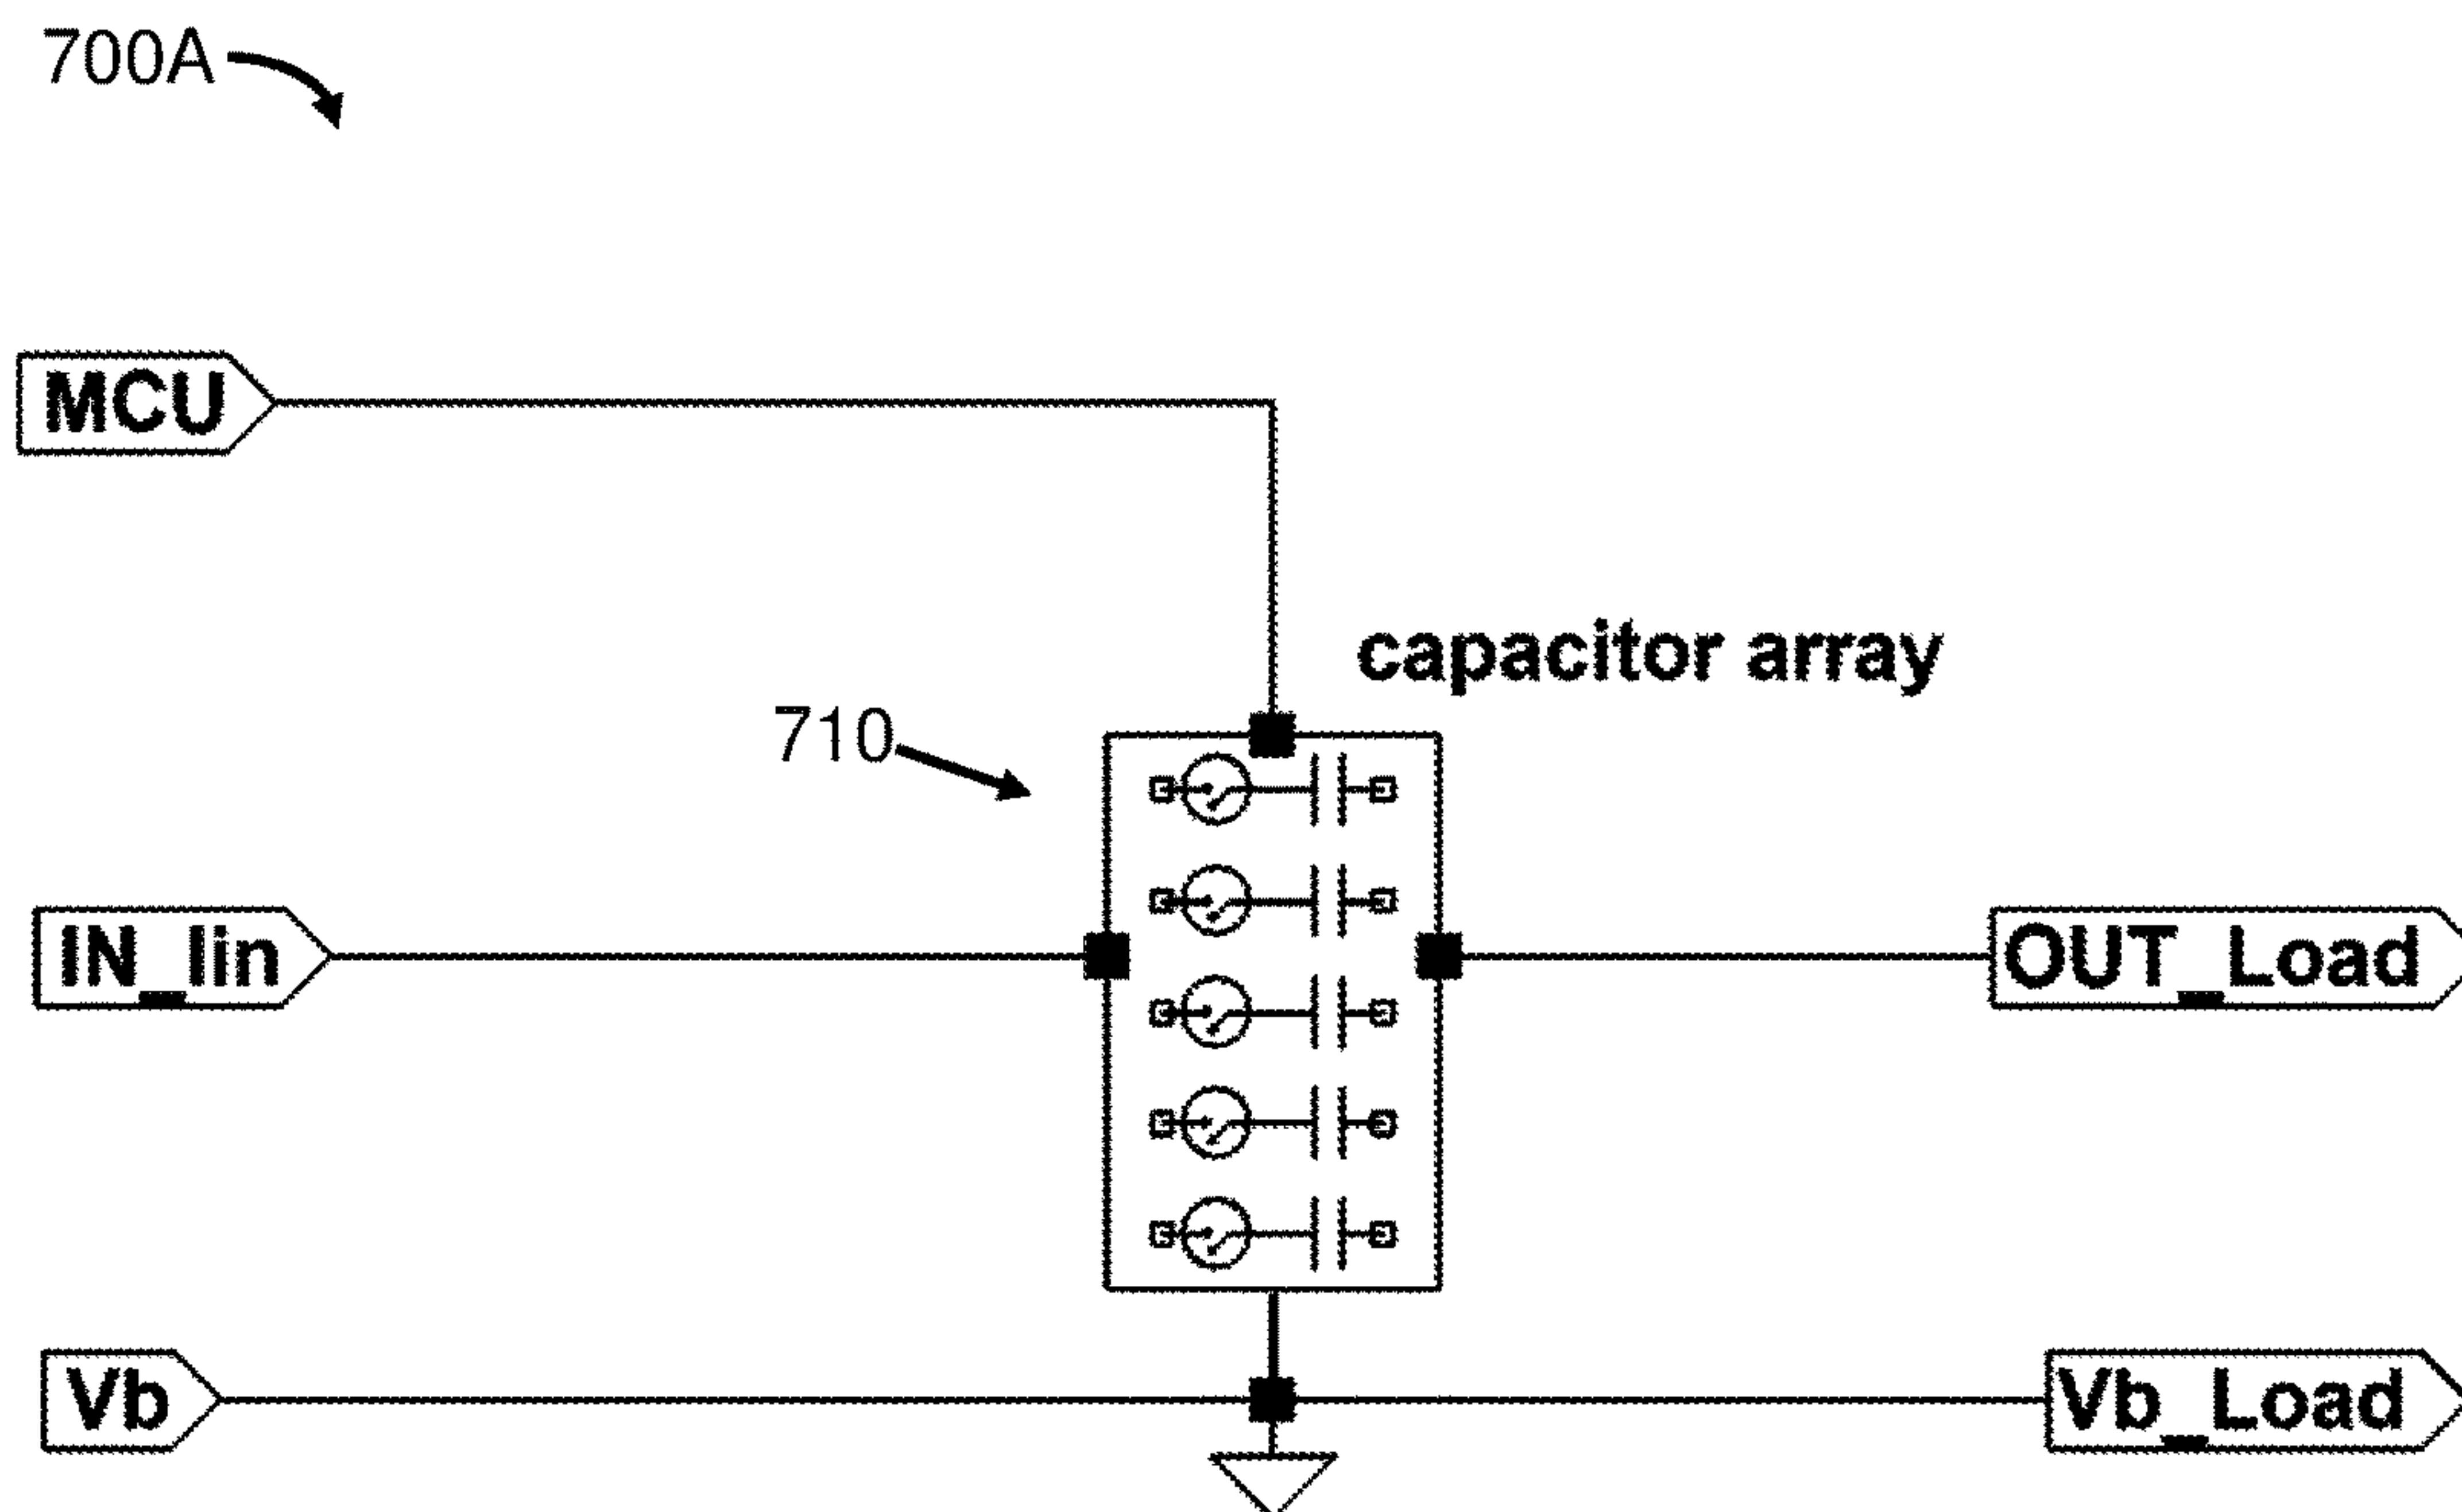 700A
MCU
capacitor array
710
IN_lin
OUT_Load
Vb
Vb_Load